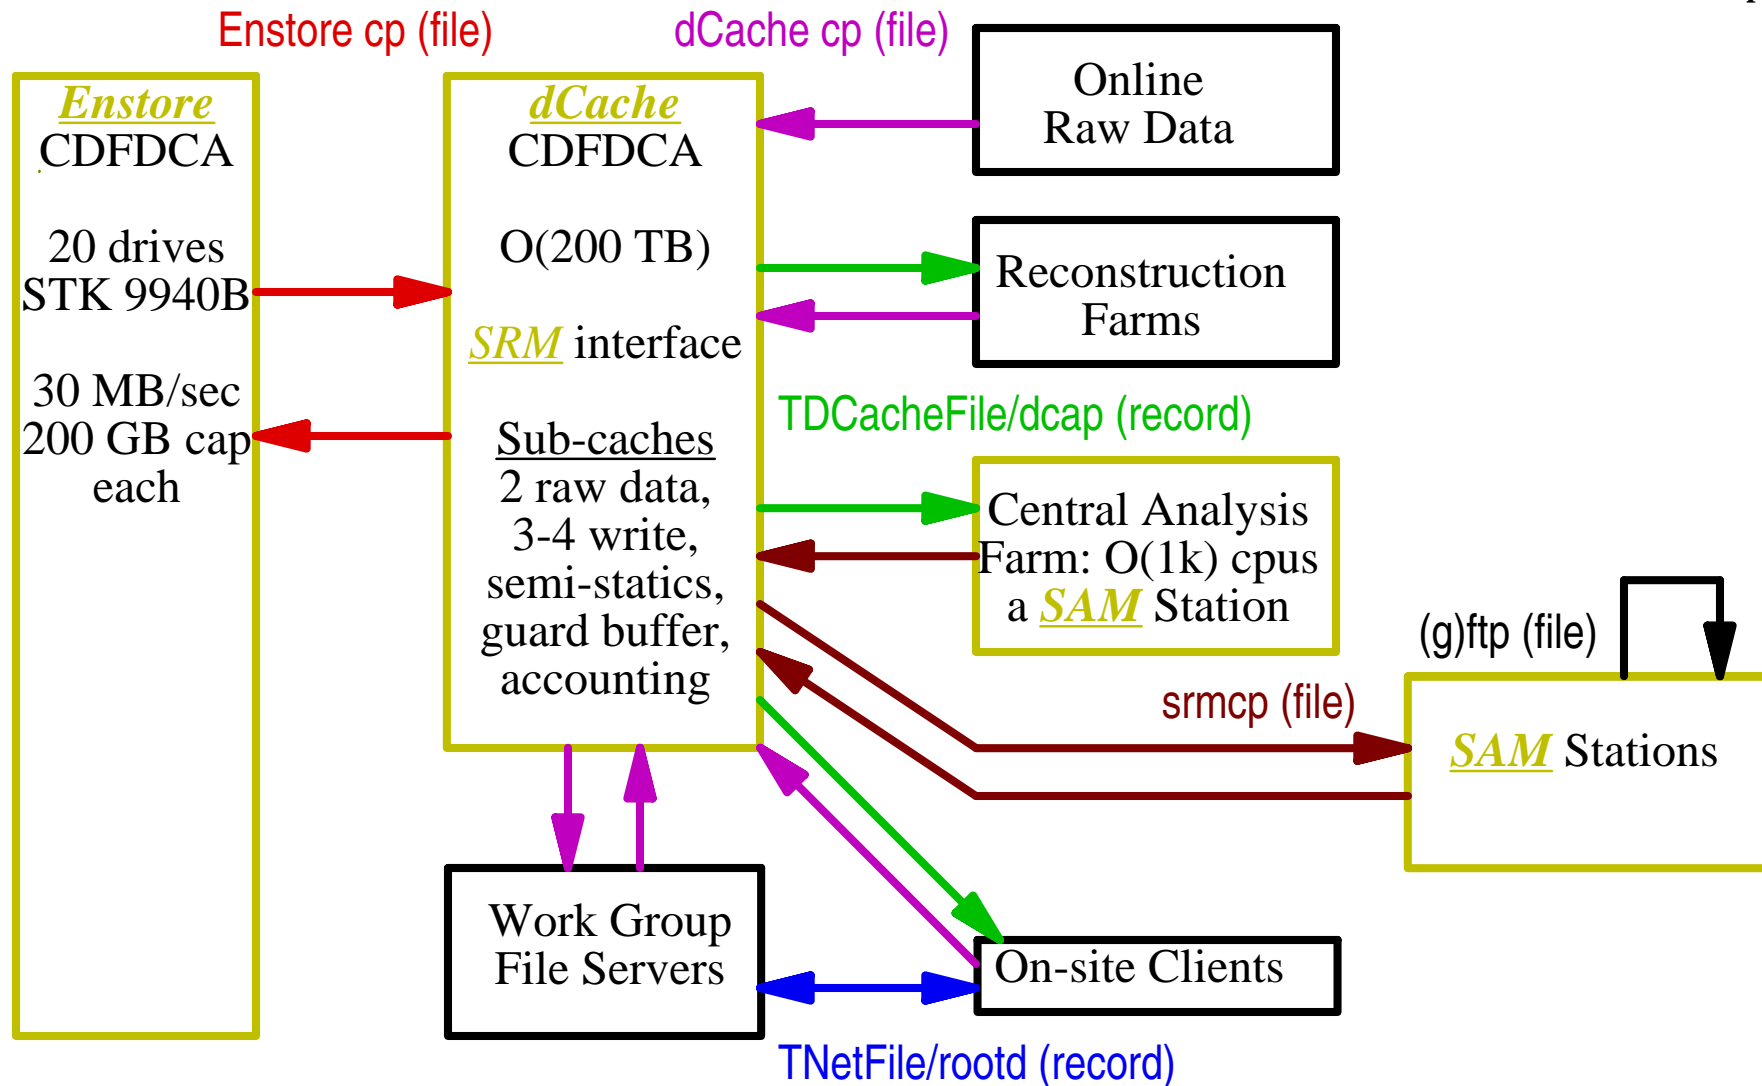 Enstore cp (file)
dCache cp (file)
Enstore
CDFDCA
20 drives
STK 9940B
30 MB/sec
200 GB cap
each
dCache
CDFDCA
O(200 TB)
SRM interface
Sub-caches
2 raw data,
3-4 write,
semi-statics,
guard buffer,
accounting
Online
Raw Data
Reconstruction
Farms
TDCacheFile/dcap (record)
Central Analysis
Farm: O(1k) cpus
a SAM Station
(g)ftp (file)
srmcp (file)
SAM Stations
Work Group
File Servers
On-site Clients
TNetFile/rootd (record)